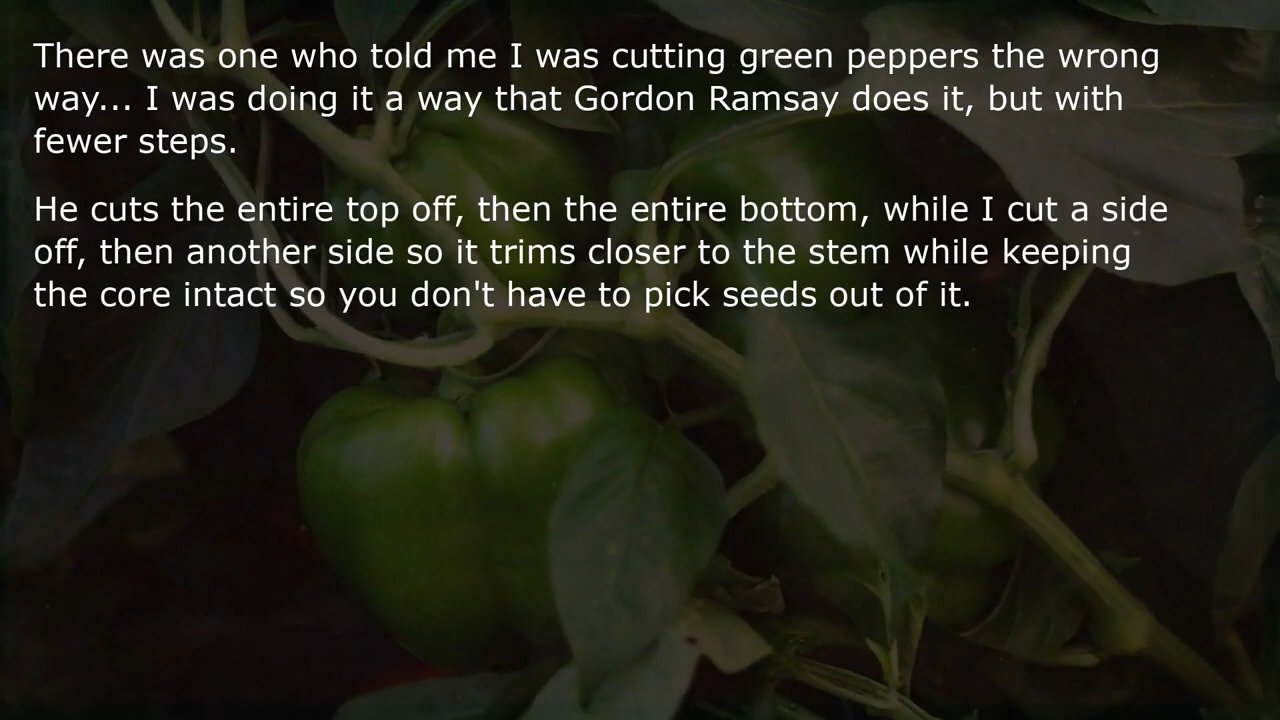 There was one who told me I was cutting green peppers the wrong
way... I was doing it a way that Gordon Ramsay does it, but with
fewer steps.
He cuts the entire top off, then the entire bottom, while I cut a side
off, then another side so it trims closer to the stem while keeping
the core intact so you don't have to pick seeds out of it.